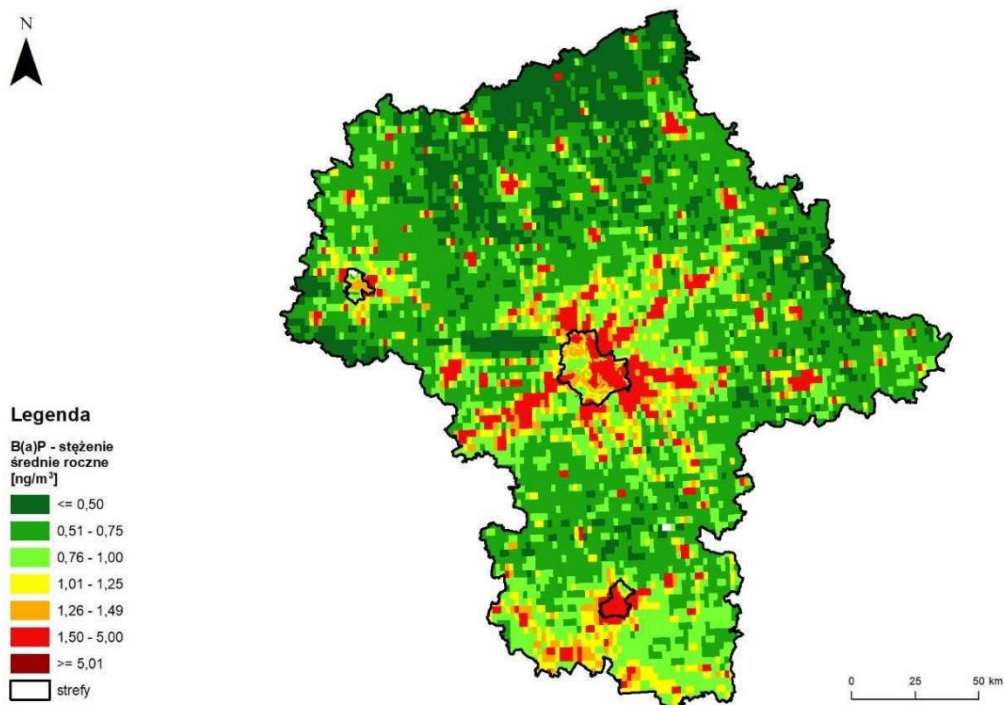 N
Legenda
B(a)P - stężenie
średnie roczne
[ng/m³]
<= 0,50
0,51 - 0,75
0,76 - 1,00
1,01 - 1,25
1,26 - 1,49
1,50 - 5,00
>= 5,01
strefy
0 25 50 km